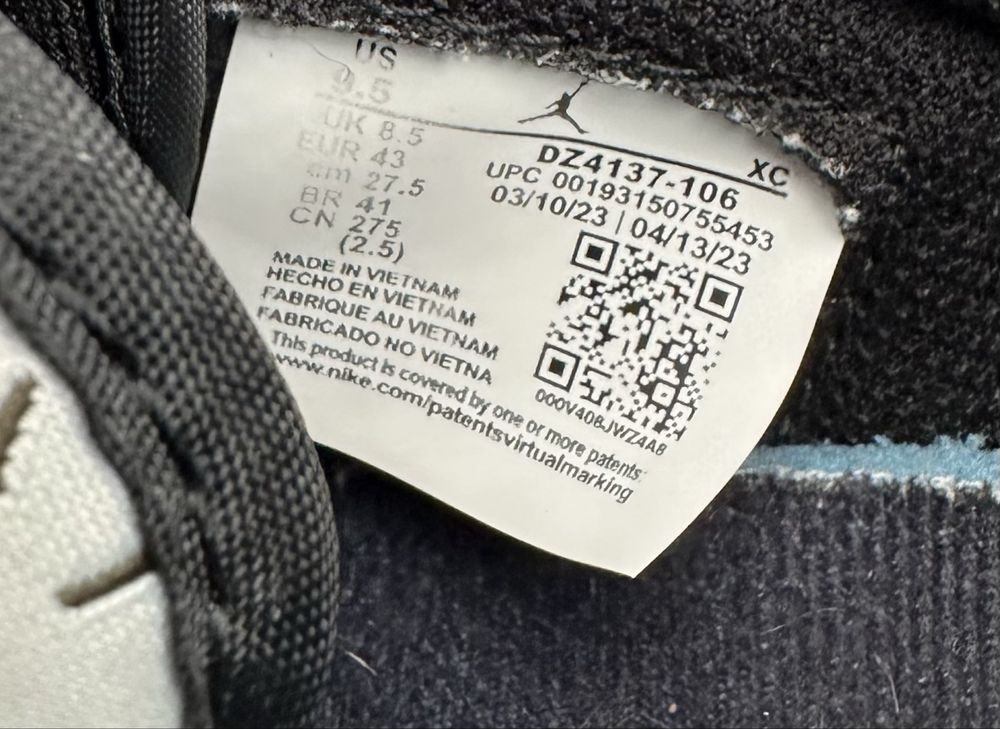 US
9.5
UK 8.5
EUR 43
cm 27.5
BR 41
CN 275
(2.5)
MADE IN VIETNAM
HECHO EN VIETNAM
FABRIQUE AU VIETNAM
FABRICADO NO VIETNA
This product is covered by one or more patents:
www.nike.com/patentsvirtualmarking
XC
DZ4137-106
UPC 00193150755453
03/10/23 | 04/13/23
000V408JWZ4A8